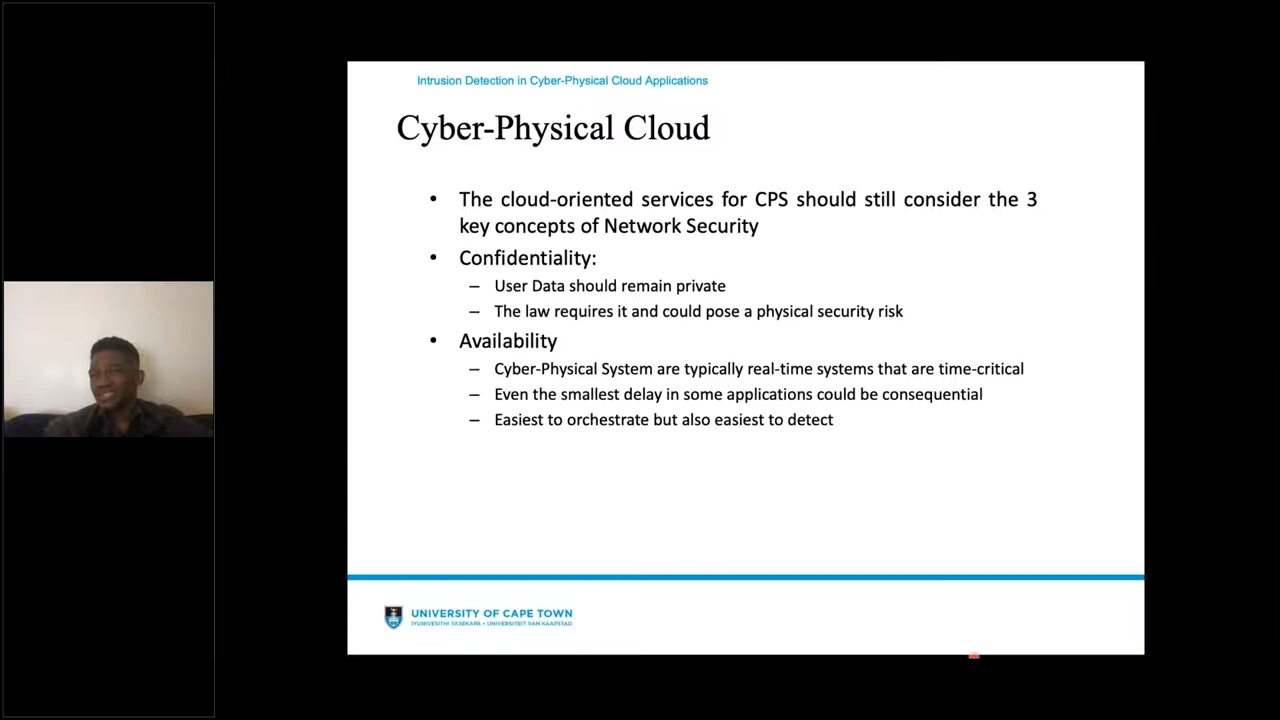 Intrusion Detection in Cyber-Physical Cloud Applications
Cyber-Physical Cloud
• The cloud-oriented services for CPS should still consider the 3
key concepts of Network Security
• Confidentiality:
– User Data should remain private
– The law requires it and could pose a physical security risk
• Availability
– Cyber-Physical System are typically real-time systems that are time-critical
– Even the smallest delay in some applications could be consequential
– Easiest to orchestrate but also easiest to detect
UNIVERSITY OF CAPE TOWN
IYUNIVESITHI YASEKAPA • UNIVERSITEIT VAN KAAPSTAD